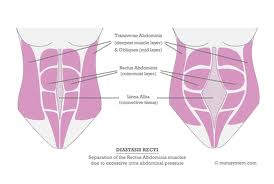 Transverse Abdominis
(deepest muscle layer)
& Obliques (mid layer)
Rectus Abdominis
(outermost layer)
Linea Alba
(connective tissue)
DIASTASIS RECTI
Separation of the Rectus Abdominis muscles
due to excessive intra abdominal pressure
© mutusystem.com